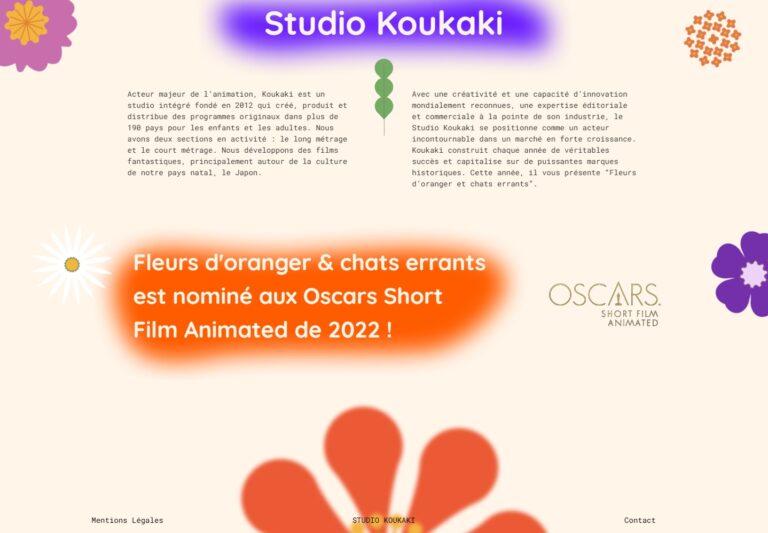 Studio Koukaki
Acteur majeur de l'animation, Koukaki est un
studio intégré fondé en 2012 qui créé, produit et
distribue des programmes originaux dans plus de
190 pays pour les enfants et les adultes. Nous
avons deux sections en activité : le long métrage
et le court métrage. Nous développons des films
fantastiques, principalement autour de la culture
de notre pays natal, le Japon.
Avec une créativité et une capacité d'innovation
mondialement reconnues, une expertise éditoriale
et commerciale à la pointe de son industrie, le
Studio Koukaki se positionne comme un acteur
incontournable dans un marché en forte croissance.
Koukaki construit chaque année de véritables
succès et capitalise sur de puissantes marques
historiques. Cette année, il vous présente "Fleurs
d'oranger et chats errants".
Fleurs d'oranger & chats errants
est nominé aux Oscars Short
Film Animated de 2022 !
OSCARS.
SHORT FILM
ANIMATED
Mentions Légales
STUDIO KOUKAKI
Contact